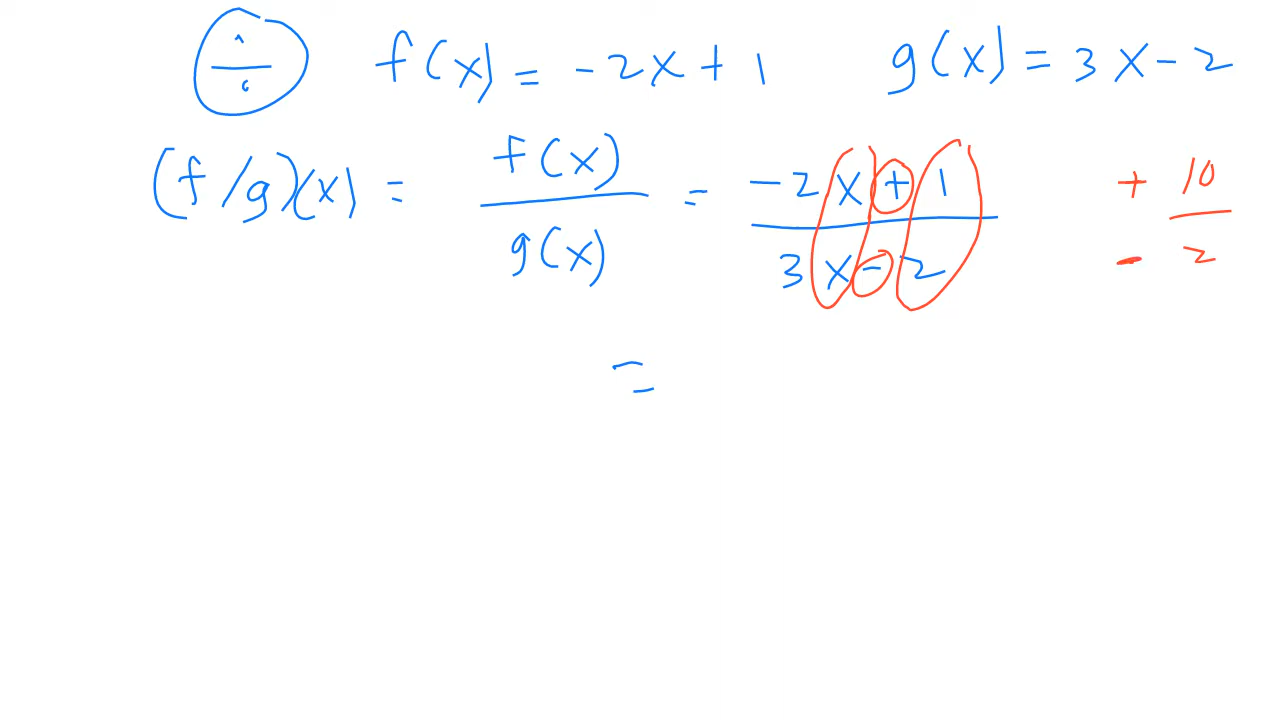 f(x) = -2x + 1 g(x) = 3x - 2
(f/g)(x) = f(x)/g(x) = -2x + 1/3x - 2 + 10/- 2
=